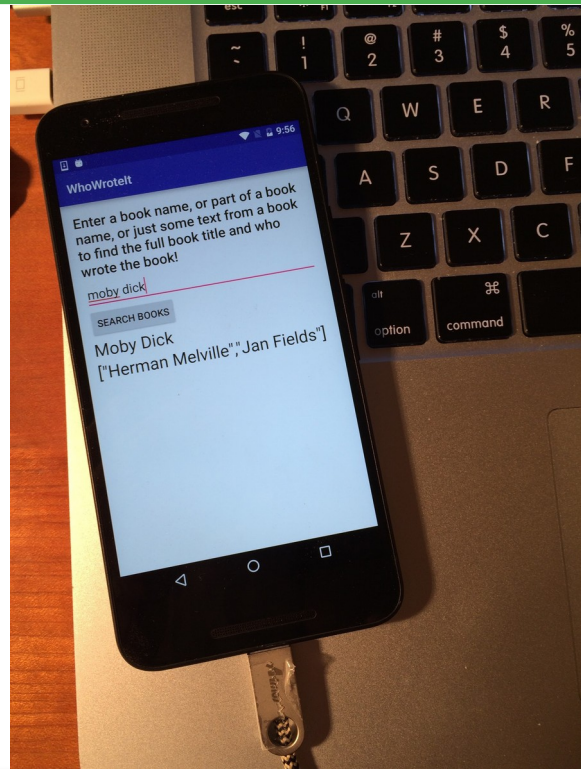 esc
~
`
!
1
@
2
#
3
$
4
%
5
Q
W
E
R
A
S
D
F
Z
X
C
alt
option
⌘
command
9:56
WhoWroteIt
Enter a book name, or part of a book
name, or just some text from a book
to find the full book title and who
wrote the book!
moby dick
SEARCH BOOKS
Moby Dick
["Herman Melville","Jan Fields"]